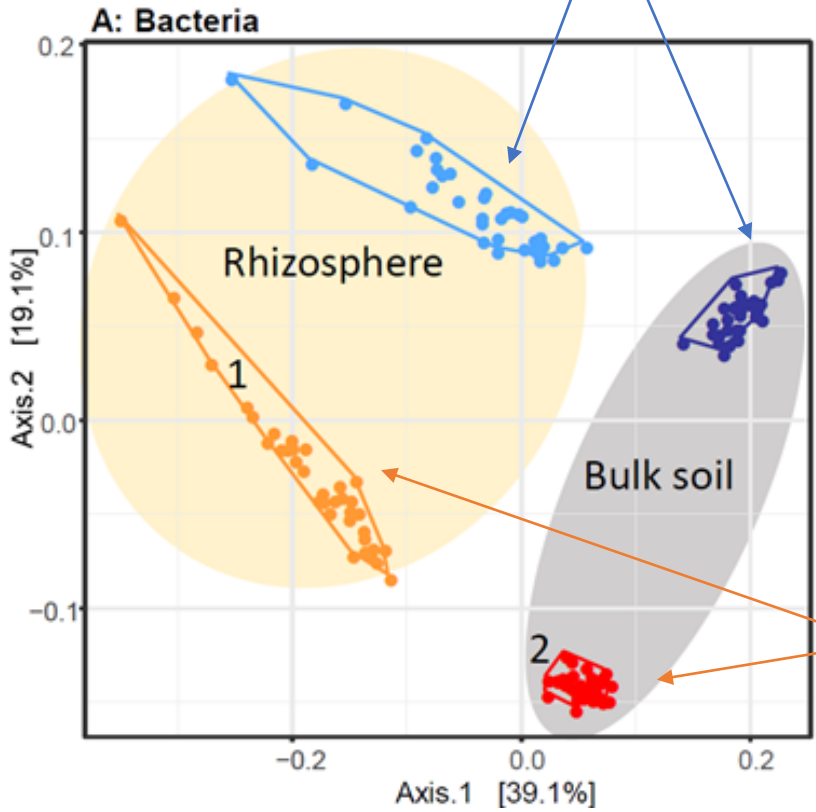 A: Bacteria
0.2
0.1
0.0
−0.1
Axis.2 [19.1%]
Rhizosphere
1
Bulk soil
2
−0.2
0.0
0.2
Axis.1 [39.1%]